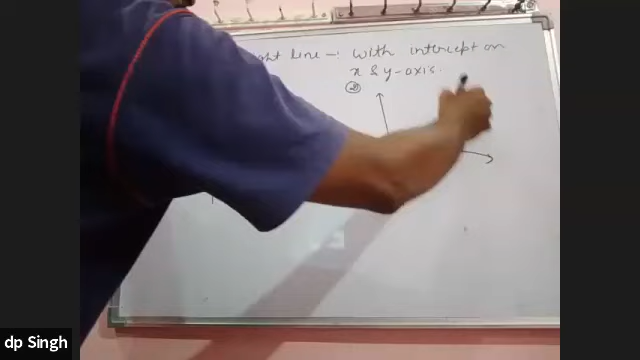 Line -: With intercept on
x & y-axis.
②
dp Singh